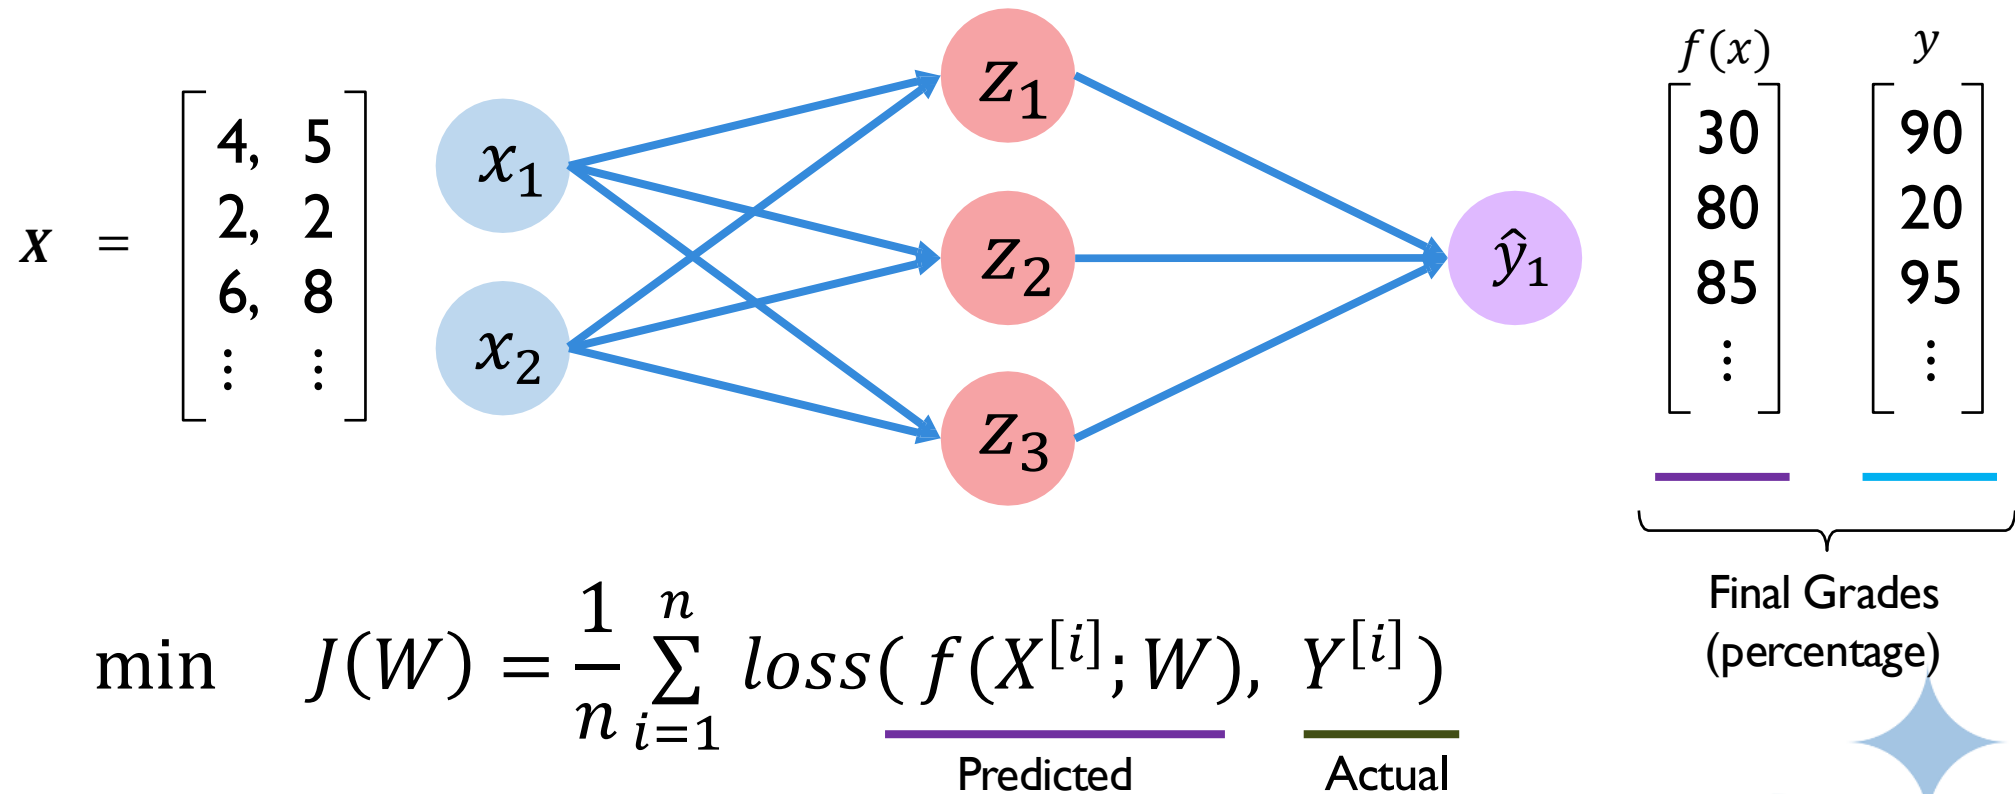 X = [ 4, 5
2, 2
6, 8
⋮ ⋮ ]
x₁
x₂
z₁
z₂
z₃
ŷ₁
f(x)
30
80
85
⋮
y
90
20
95
⋮
Final Grades
(percentage)
min J(W) = 1/n ∑ᵢ₌₁ⁿ loss( f(X^[i]; W), Y^[i] )
Predicted Actual